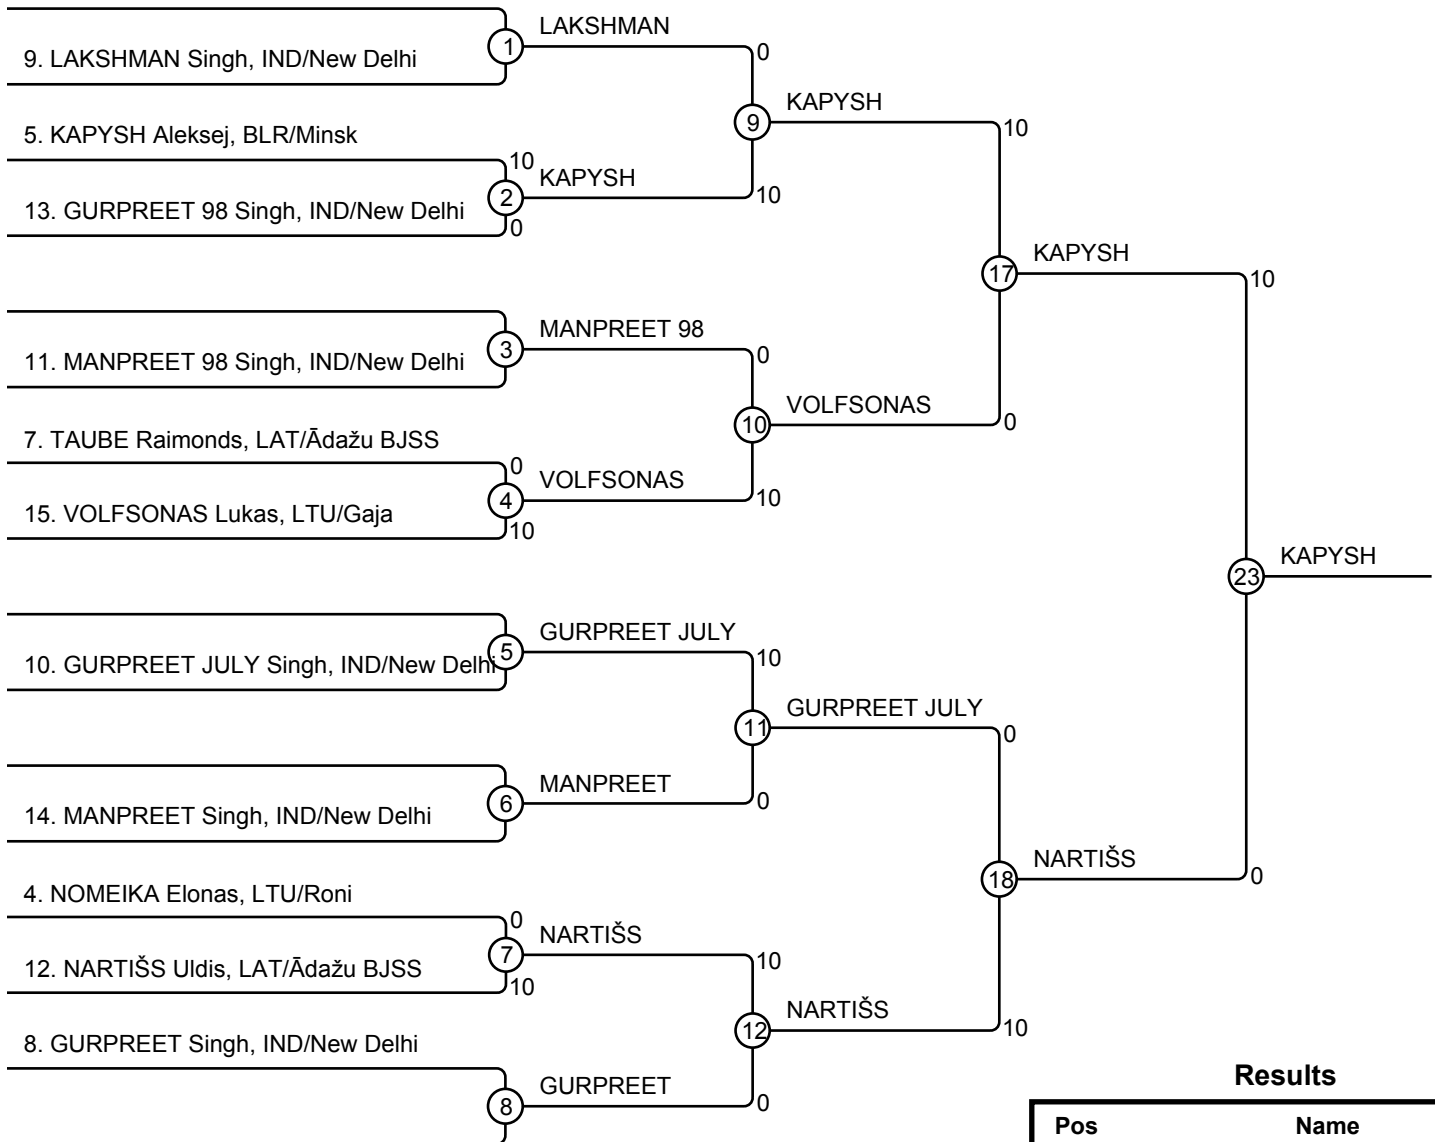 LAKSHMAN
1
0
9. LAKSHMAN Singh, IND/New Delhi
KAPYSH
9
10
5. KAPYSH Aleksej, BLR/Minsk
10
KAPYSH
2
10
13. GURPREET 98 Singh, IND/New Delhi
0
KAPYSH
17
10
MANPREET 98
3
0
11. MANPREET 98 Singh, IND/New Delhi
VOLFSONAS
10
0
7. TAUBE Raimonds, LAT/Ādažu BJSS
0
VOLFSONAS
4
10
15. VOLFSONAS Lukas, LTU/Gaja
10
KAPYSH
23
GURPREET JULY
5
10
10. GURPREET JULY Singh, IND/New Delhi
GURPREET JULY
11
0
MANPREET
6
0
14. MANPREET Singh, IND/New Delhi
NARTIŠS
18
0
4. NOMEIKA Elonas, LTU/Roni
0
NARTIŠS
7
10
12. NARTIŠS Uldis, LAT/Ādažu BJSS
10
NARTIŠS
12
10
8. GURPREET Singh, IND/New Delhi
GURPREET
8
0
Results
Pos Name